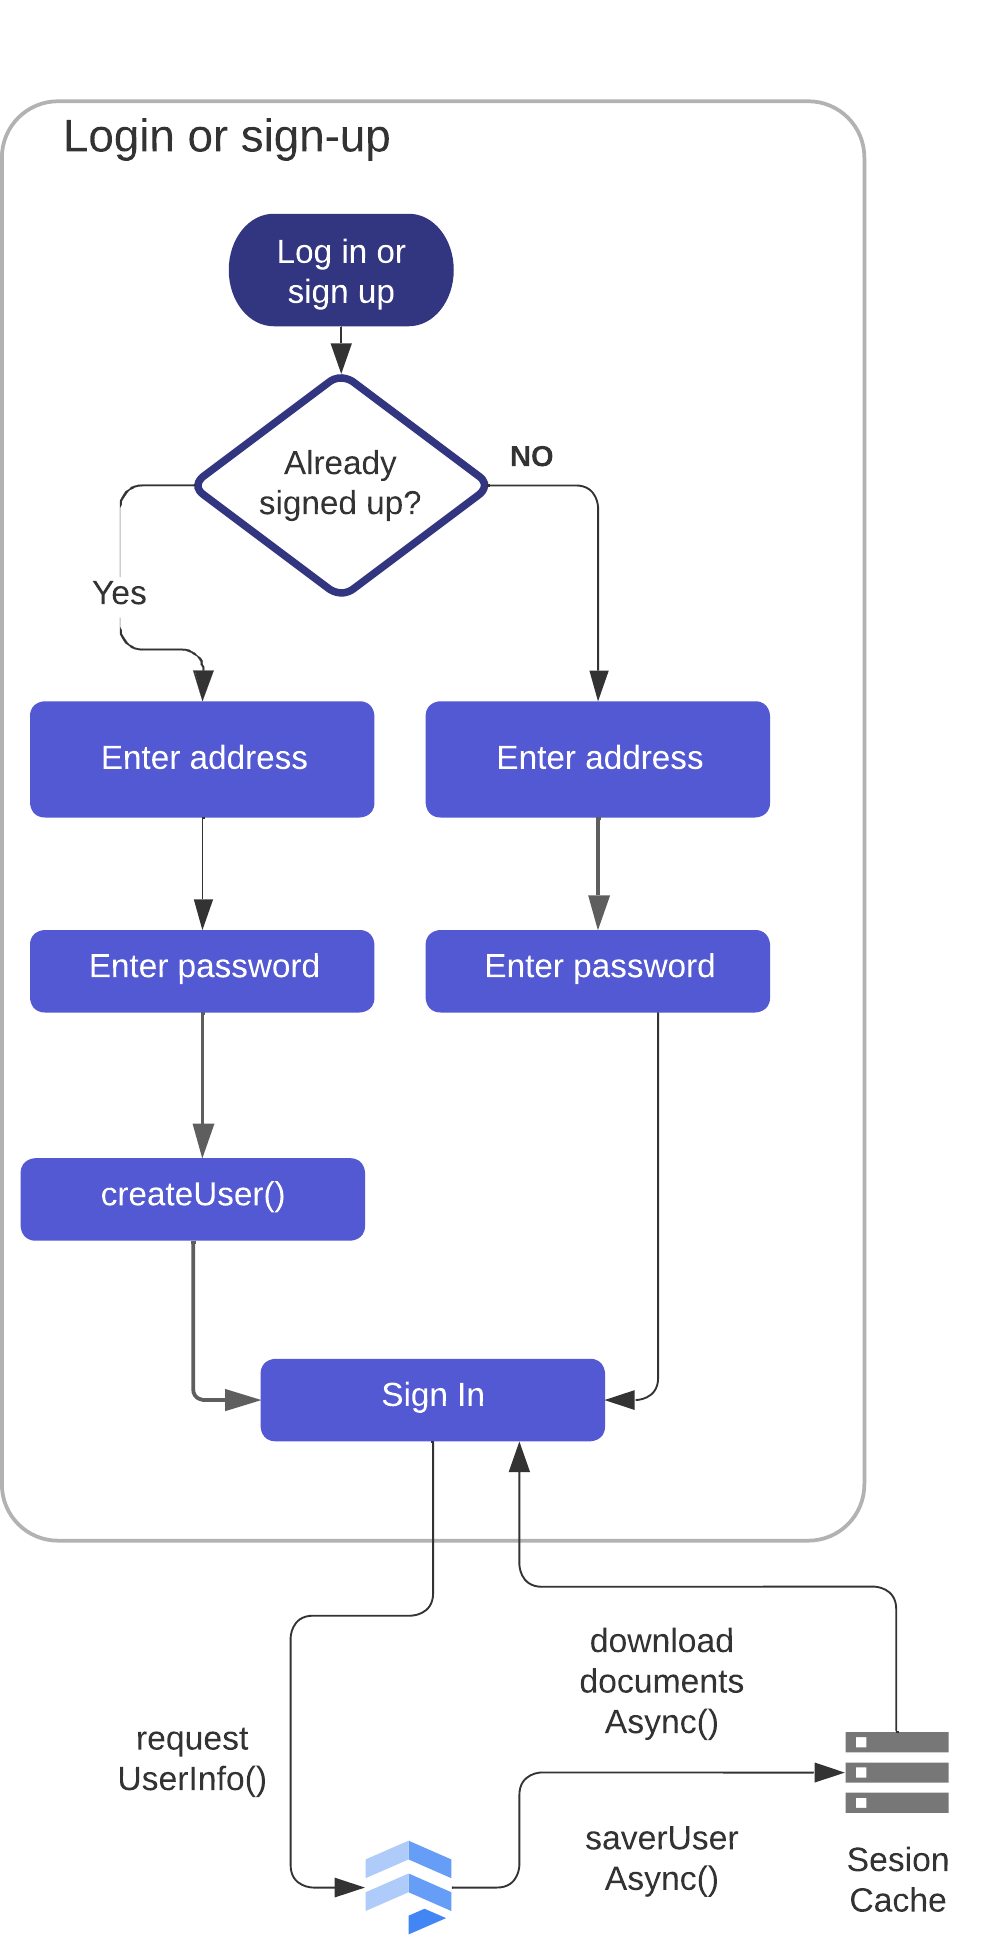 Login or sign-up
Log in or
sign up
Already
signed up?
NO
Yes
Enter address
Enter address
Enter password
Enter password
createUser()
Sign In
download
documents
Async()
request
UserInfo()
saverUser
Async()
Sesion
Cache